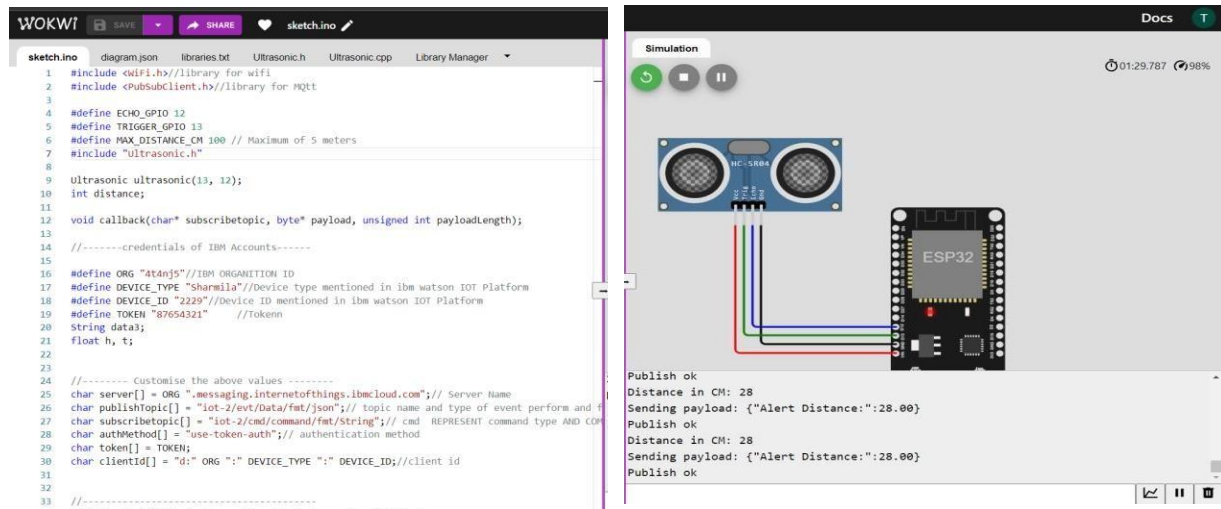 WOKWI SAVE SHARE sketch.ino
sketch.ino diagram.json libraries.txt Ultrasonic.h Ultrasonic.cpp Library Manager
1 #include <WiFi.h>//library for wifi
2 #include <PubSubClient.h>//library for MQtt
3
4 #define ECHO_GPIO 12
5 #define TRIGGER_GPIO 13
6 #define MAX_DISTANCE_CM 100 // Maximum of 5 meters
7 #include "Ultrasonic.h"
8
9 Ultrasonic ultrasonic(13, 12);
10 int distance;
11
12 void callback(char* subscribetopic, byte* payload, unsigned int payloadLength);
13
14 //-------credentials of IBM Accounts------
15
16 #define ORG "4t4nj5"//IBM ORGANITION ID
17 #define DEVICE_TYPE "Sharmila"//Device type mentioned in ibm watson IOT Platform
18 #define DEVICE_ID "2229"//Device ID mentioned in ibm watson IOT Platform
19 #define TOKEN "87654321" //Tokenn
20 String data3;
21 float h, t;
22
23
24 //-------- Customise the above values --------
25 char server[] = ORG ".messaging.internetofthings.ibmcloud.com";// Server Name
26 char publishTopic[] = "iot-2/evt/Data/fmt/json";// topic name and type of event perform and f
27 char subscribetopic[] = "iot-2/cmd/command/fmt/String";// cmd REPRESENT command type AND COM
28 char authMethod[] = "use-token-auth";// authentication method
29 char token[] = TOKEN;
30 char clientId[] = "d:" ORG ":" DEVICE_TYPE ":" DEVICE_ID;//client id
31
32
33 //-----------------------------------------
Docs T
Simulation
01:29.787 98%
HC-SR04
Vcc
Trig
Echo
Gnd
ESP32
Publish ok
Distance in CM: 28
Sending payload: {"Alert Distance:":28.00}
Publish ok
Distance in CM: 28
Sending payload: {"Alert Distance:":28.00}
Publish ok